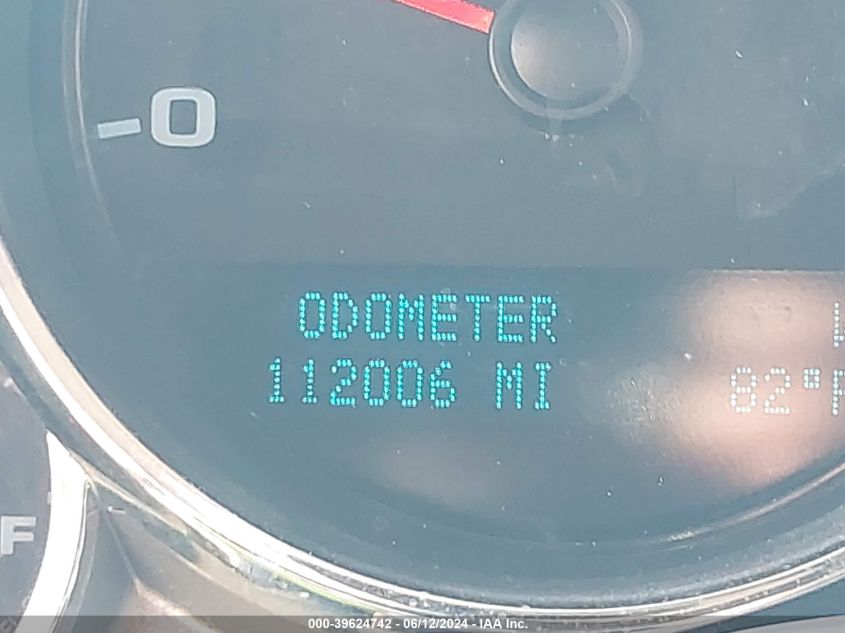 0
ODOMETER
112006 MI
82°F
F
000-39624742 - 06/12/2024 - IAA Inc.